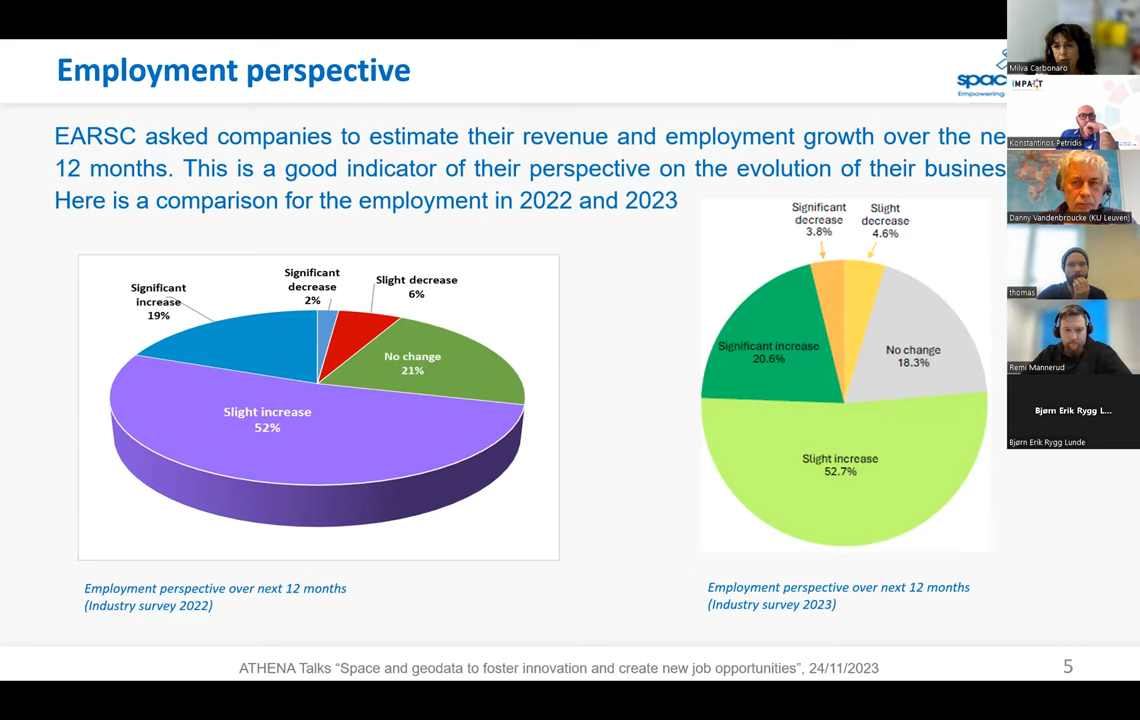 Employment perspective
spac
Empowering
EARSC asked companies to estimate their revenue and employment growth over the ne
12 months. This is a good indicator of their perspective on the evolution of their busines
Here is a comparison for the employment in 2022 and 2023
Significant
increase
19%
Significant
decrease
2%
Slight decrease
6%
No change
21%
Slight increase
52%
Employment perspective over next 12 months
(Industry survey 2022)
Significant
decrease
3.8%
Slight
decrease
4.6%
Significant increase
20.6%
No change
18.3%
Slight increase
52.7%
Employment perspective over next 12 months
(Industry survey 2023)
ATHENA Talks “Space and geodata to foster innovation and create new job opportunities”, 24/11/2023
5
Milva Carbonaro
IMPACT
Konstantinos Petridis
Danny Vandenbroucke (KU Leuven)
thomas
Remi Mannerud
Bjørn Erik Rygg L...
Bjørn Erik Rygg Lunde